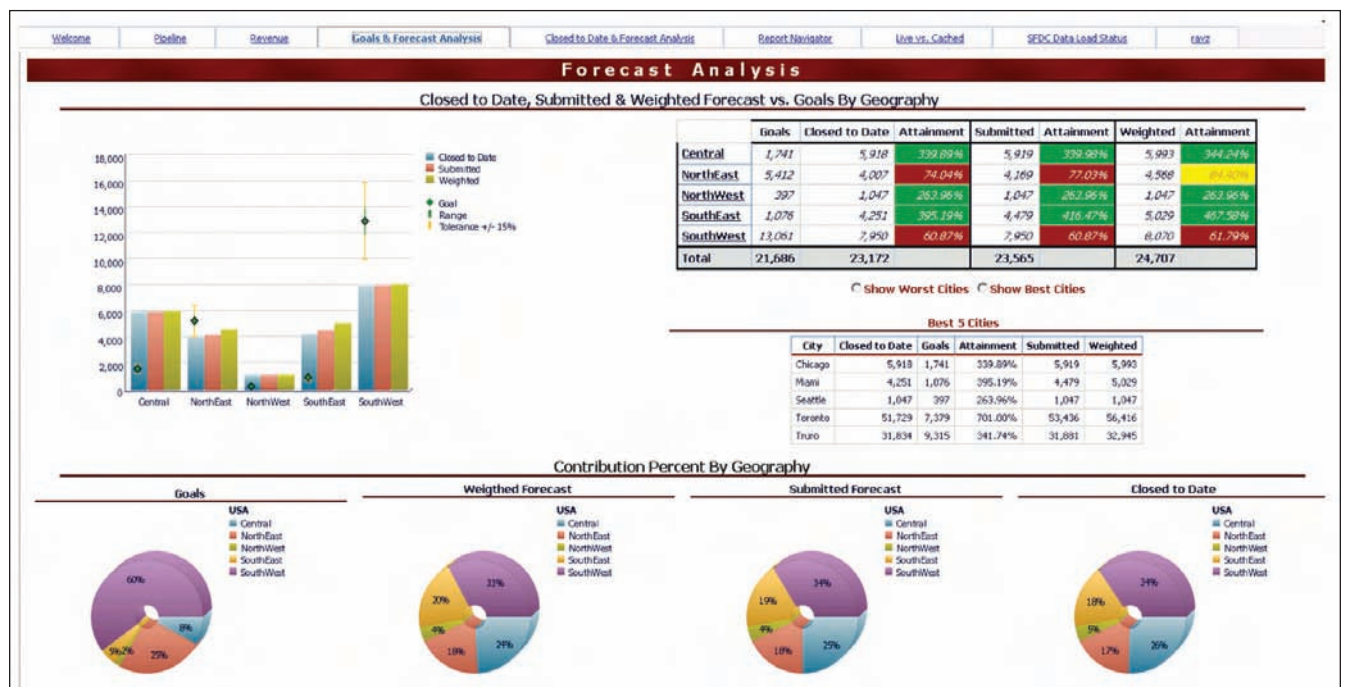 Welcome Pipeline Revenue Goals & Forecast Analysis Closed to Date & Forecast Analysis Report Navigator Live vs. Cached SFDC Data Load Status rayz
Forecast Analysis
Closed to Date, Submitted & Weighted Forecast vs. Goals By Geography
18,000
16,000
14,000
12,000
10,000
8,000
6,000
4,000
2,000
0
Central NorthEast NorthWest SouthEast SouthWest
Closed to Date
Submitted
Weighted
Goal
Range
Tolerance +/- 15%
Goals Closed to Date Attainment Submitted Attainment Weighted Attainment
Central 1,741 5,918 339.89% 5,919 339.98% 5,993 344.24%
NorthEast 5,412 4,007 74.04% 4,169 77.03% 4,568 84.40%
NorthWest 397 1,047 263.96% 1,047 263.96% 1,047 263.96%
SouthEast 1,076 4,251 395.19% 4,479 416.47% 5,029 467.58%
SouthWest 13,061 7,950 60.87% 7,950 60.87% 8,070 61.79%
Total 21,686 23,172 23,565 24,707
Show Worst Cities Show Best Cities
Best 5 Cities
City Closed to Date Goals Attainment Submitted Weighted
Chicago 5,918 1,741 339.89% 5,919 5,993
Miami 4,251 1,076 395.19% 4,479 5,029
Seattle 1,047 397 263.96% 1,047 1,047
Toronto 51,729 7,379 701.00% 53,436 56,416
Truro 31,834 9,315 341.74% 31,881 32,945
Contribution Percent By Geography
Goals
USA
Central
NorthEast
NorthWest
SouthEast
SouthWest
60%
8%
5% 2% 25%
Weigthed Forecast
USA
Central
NorthEast
NorthWest
SouthEast
SouthWest
33%
20%
4%
18% 24%
Submitted Forecast
USA
Central
NorthEast
NorthWest
SouthEast
SouthWest
34%
19%
4%
18% 25%
Closed to Date
USA
Central
NorthEast
NorthWest
SouthEast
SouthWest
34%
18%
5%
17% 26%